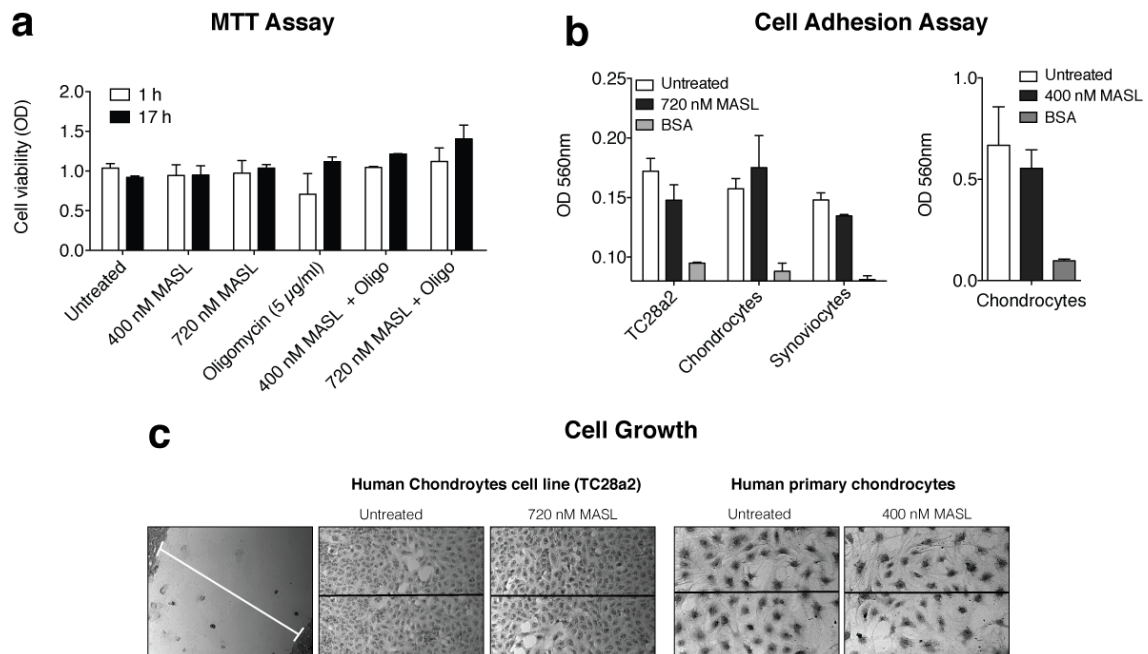 a
MTT Assay
Cell viability (OD)
2.0
1.5
1.0
0.5
0.0
1 h
17 h
Untreated
400 nM MASL
720 nM MASL
Oligomycin (5 µg/ml)
400 nM MASL + Oligo
720 nM MASL + Oligo
b
Cell Adhesion Assay
OD 560nm
0.25
0.20
0.15
0.10
Untreated
720 nM MASL
BSA
TC28a2
Chondrocytes
Synoviocytes
OD 560nm
1.0
0.5
0.0
Untreated
400 nM MASL
BSA
Chondrocytes
c
Cell Growth
Human Chondroytes cell line (TC28a2)
Untreated
720 nM MASL
Human primary chondrocytes
Untreated
400 nM MASL